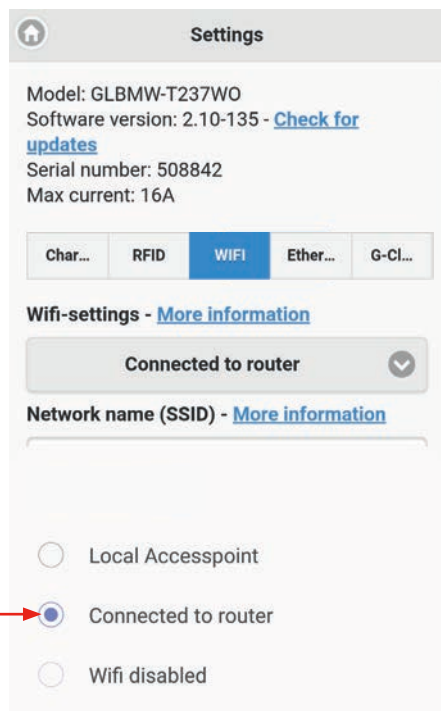 Settings
Model: GLBMW-T237WO
Software version: 2.10-135 - Check for
updates
Serial number: 508842
Max current: 16A
Char... RFID WIFI Ether... G-Cl...
Wifi-settings - More information
Connected to router
Network name (SSID) - More information
Local Accesspoint
Connected to router
Wifi disabled